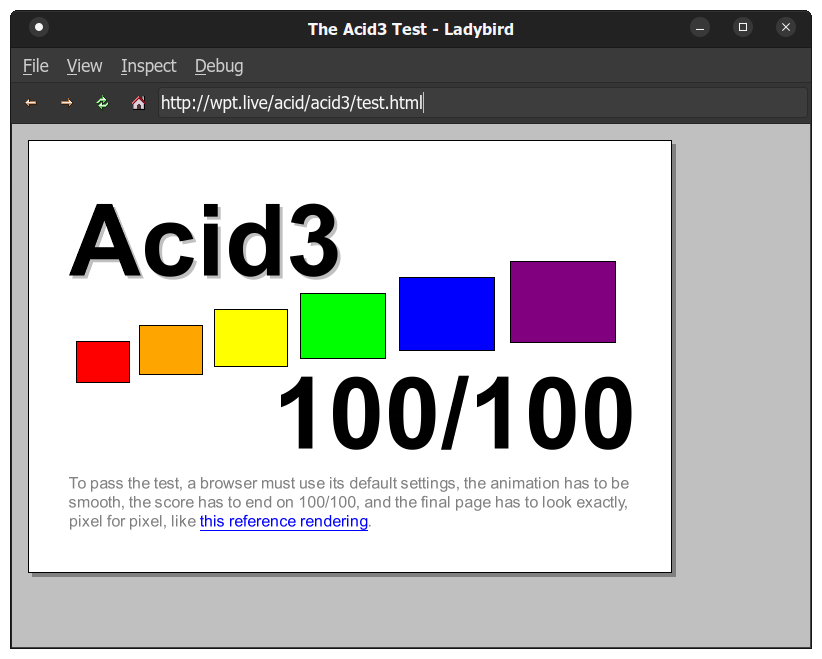 The Acid3 Test - Ladybird
File View Inspect Debug
http://wpt.live/acid/acid3/test.html
Acid3
100/100
To pass the test, a browser must use its default settings, the animation has to be
smooth, the score has to end on 100/100, and the final page has to look exactly,
pixel for pixel, like this reference rendering.